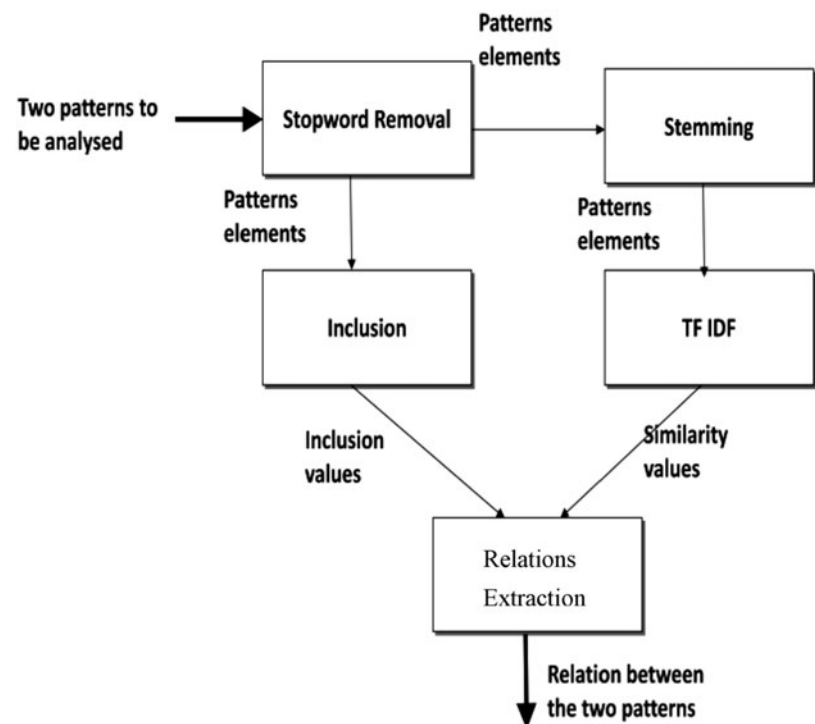 Patterns
elements
Two patterns to
be analysed
Stopword Removal
Stemming
Patterns
elements
Patterns
elements
Inclusion
TF IDF
Inclusion
values
Similarity
values
Relations
Extraction
Relation between
the two patterns